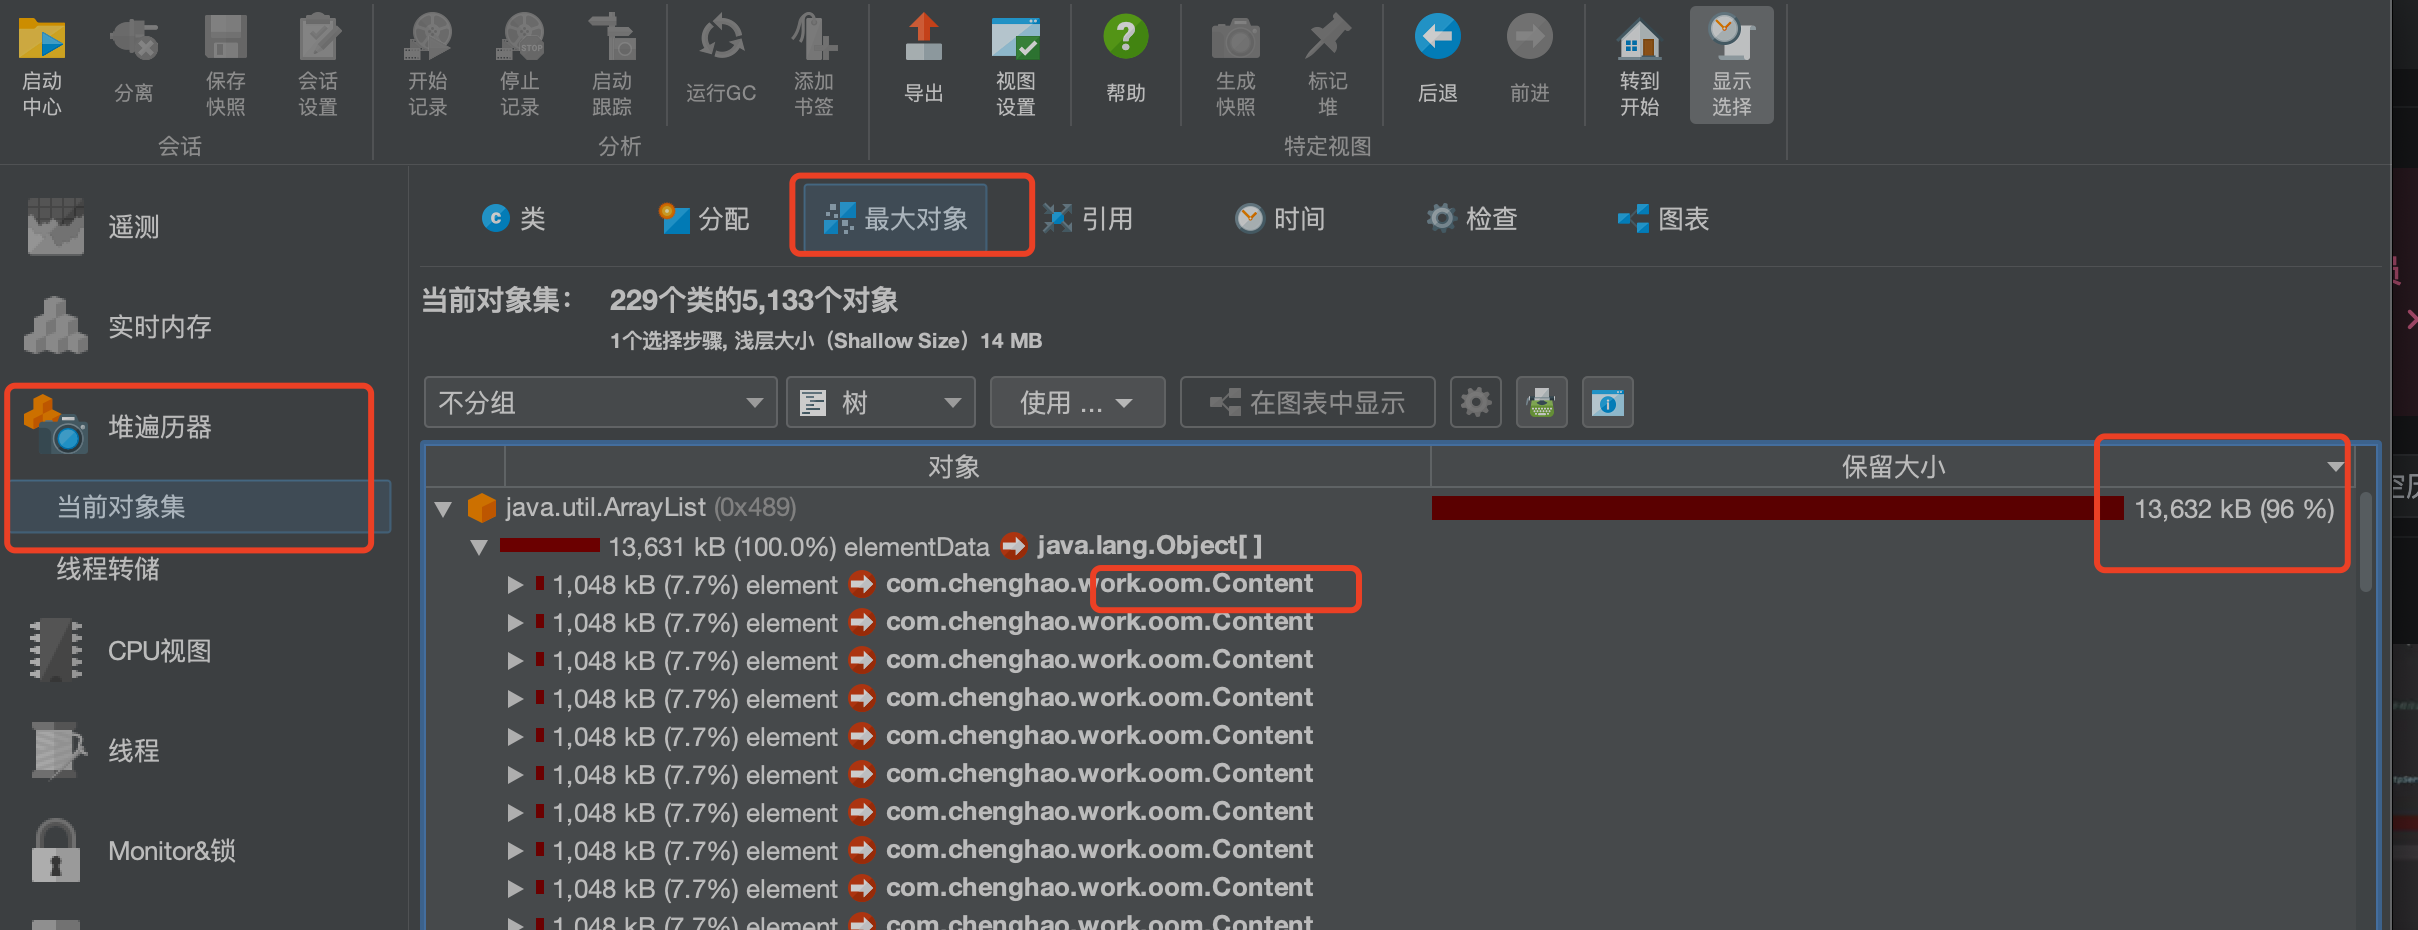 启动中心 分离 保存快照 会话设置 开始记录 停止记录 启动跟踪 运行GC 添加书签 导出 视图设置 帮助 生成快照 标记堆 后退 前进 转到开始 显示选择
会话 分析 特定视图
遥测
实时内存
堆遍历器
当前对象集
线程转储
CPU视图
线程
Monitor&锁
类 分配 最大对象 引用 时间 检查 图表
当前对象集： 229个类的5,133个对象
1个选择步骤, 浅层大小（Shallow Size）14 MB
不分组 树 使用 ... 在图表中显示
对象 保留大小
java.util.ArrayList (0x489) 13,632 kB (96 %)
13,631 kB (100.0%) elementData java.lang.Object[ ]
1,048 kB (7.7%) element com.chenghao.work.oom.Content
1,048 kB (7.7%) element com.chenghao.work.oom.Content
1,048 kB (7.7%) element com.chenghao.work.oom.Content
1,048 kB (7.7%) element com.chenghao.work.oom.Content
1,048 kB (7.7%) element com.chenghao.work.oom.Content
1,048 kB (7.7%) element com.chenghao.work.oom.Content
1,048 kB (7.7%) element com.chenghao.work.oom.Content
1,048 kB (7.7%) element com.chenghao.work.oom.Content
1,048 kB (7.7%) element com.chenghao.work.oom.Content
1,048 kB (7.7%) element com.chenghao.work.oom.Content